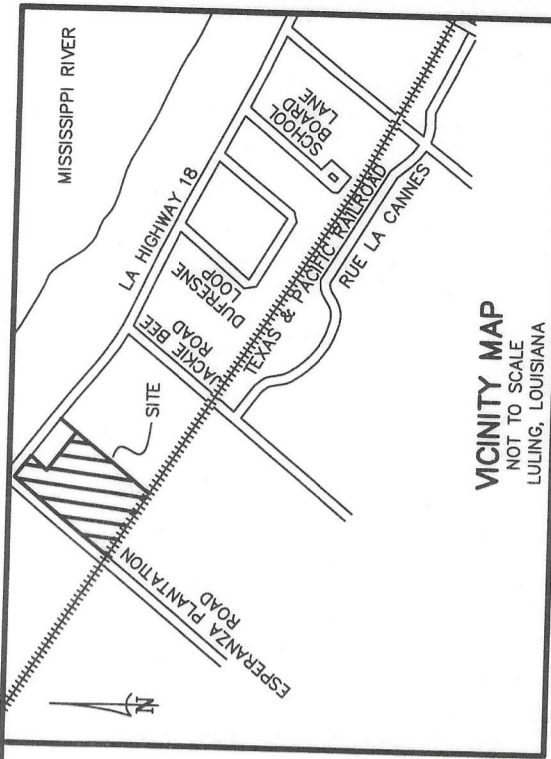 MISSISSIPPI RIVER
LA HIGHWAY 18
SCHOOL
BOARD
LANE
DUFRESNE
LOOP
JACKIE BEE
ROAD
TEXAS & PACIFIC RAILROAD
RUE LA CANNES
SITE
ESPERANZA PLANTATION
ROAD
N
VICINITY MAP
NOT TO SCALE
LULING, LOUISIANA